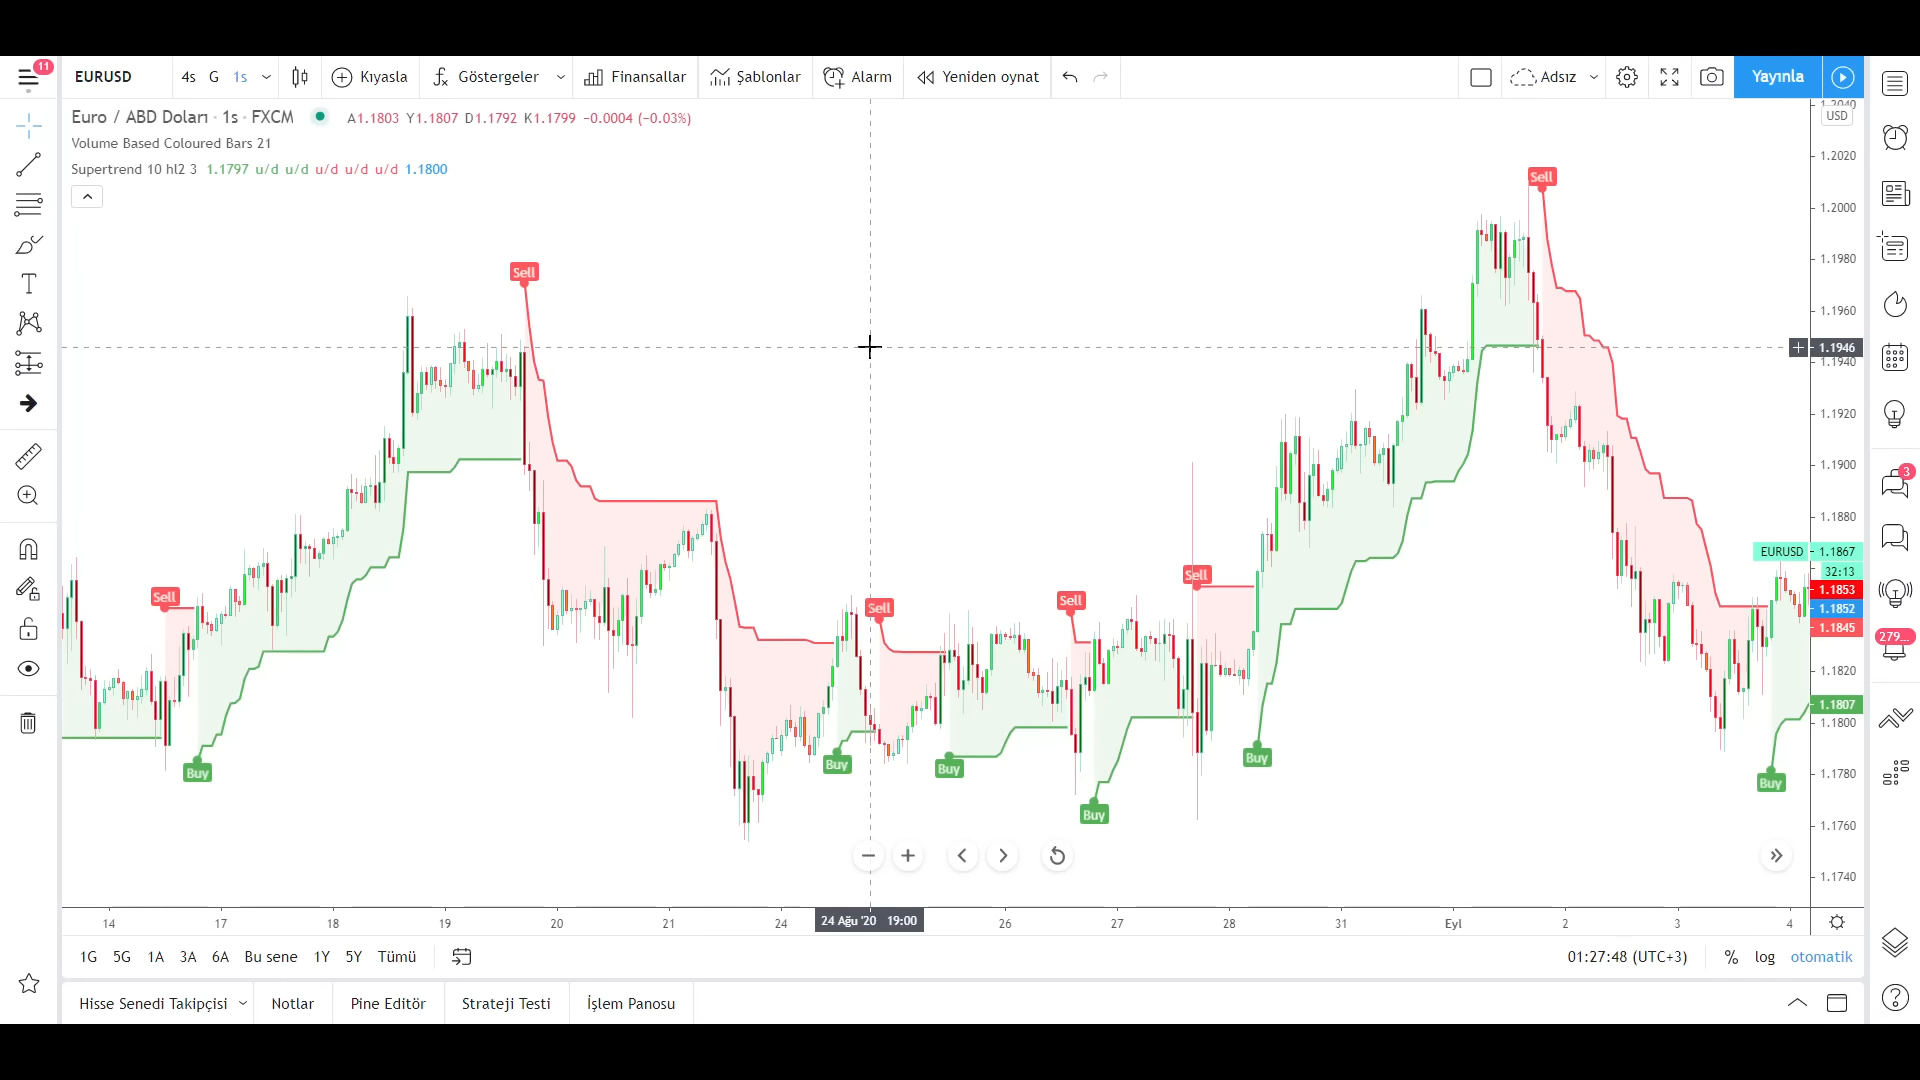 11
EURUSD
4s G 1s
Kıyasla
Göstergeler
Finansallar
Şablonlar
Alarm
Yeniden oynat
Adsız
Yayınla
Euro / ABD Doları · 1s · FXCM
A1.1803 Y1.1807 D1.1792 K1.1799 −0.0004 (−0.03%)
Volume Based Coloured Bars 21
Supertrend 10 hl2 3 1.1797 u/d u/d u/d u/d u/d 1.1800
1.2040
USD
1.2020
1.2000
1.1980
1.1960
1.1946
1.1940
1.1920
1.1900
1.1880
EURUSD 1.1867
32:13
1.1853
1.1852
1.1845
1.1820
1.1807
1.1800
1.1780
1.1760
1.1740
Sell
Sell
Sell
Sell
Sell
Sell
Buy
Buy
Buy
Buy
Buy
Buy
3
279...
14 17 18 19 20 21 24 24 Ağu '20 19:00 26 27 28 31 Eyl 2 3 4
1G 5G 1A 3A 6A Bu sene 1Y 5Y Tümü
01:27:48 (UTC+3) % log otomatik
Hisse Senedi Takipçisi Notlar Pine Editör Strateji Testi İşlem Panosu